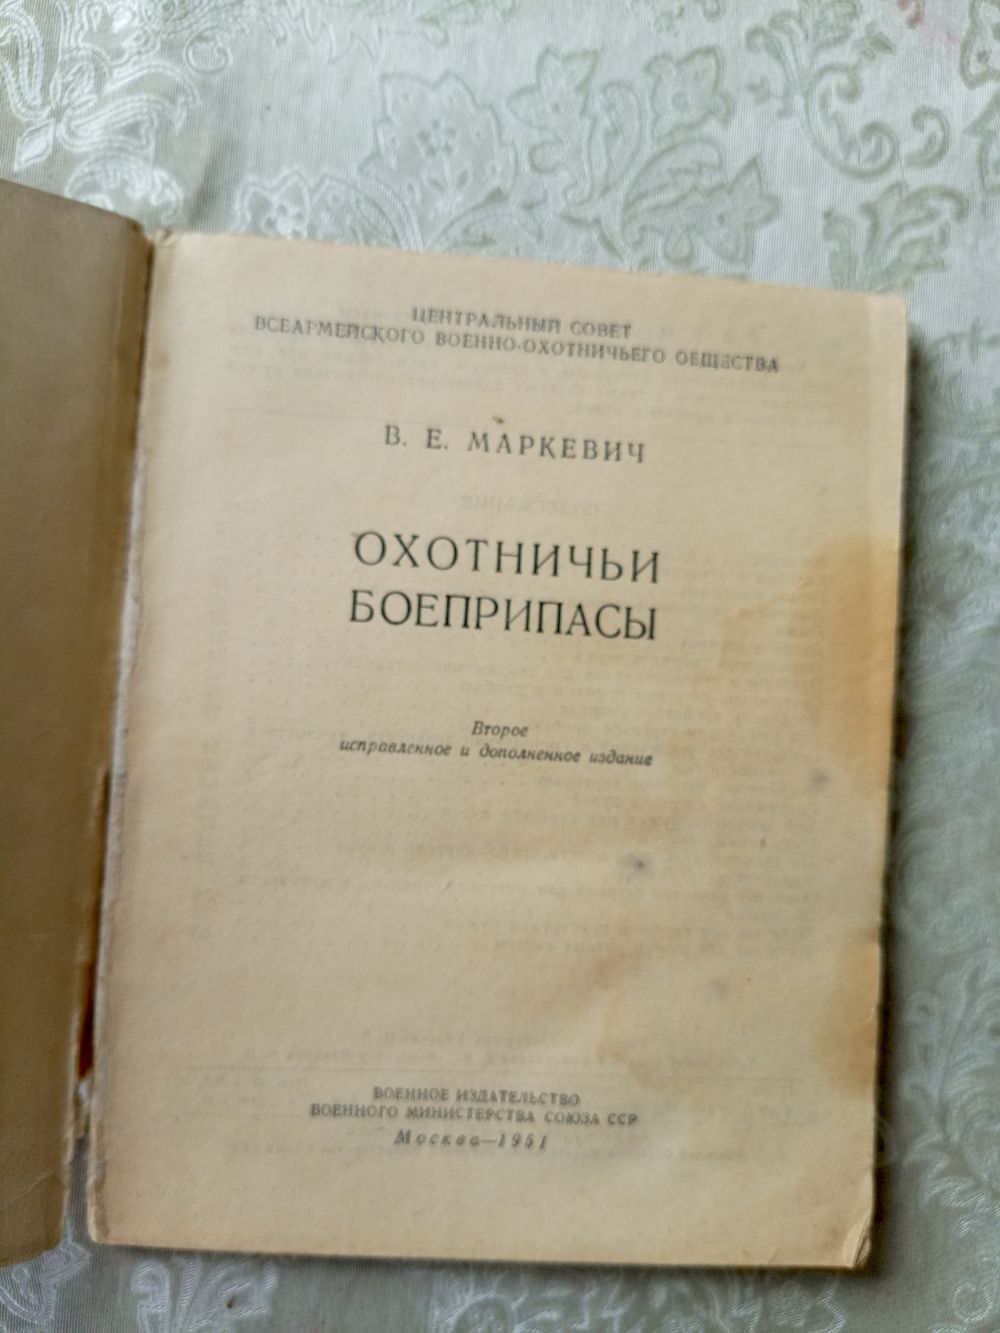 ЦЕНТРАЛЬНЫЙ СОВЕТ
ВСЕАРМЕЙСКОГО ВОЕННО-ОХОТНИЧЬЕГО ОБЩЕСТВА
В. Е. МАРКЕВИЧ
ОХОТНИЧЬИ
БОЕПРИПАСЫ
Второе
исправленное и дополненное издание
ВОЕННОЕ ИЗДАТЕЛЬСТВО
ВОЕННОГО МИНИСТЕРСТВА СОЮЗА ССР
Москва—1951